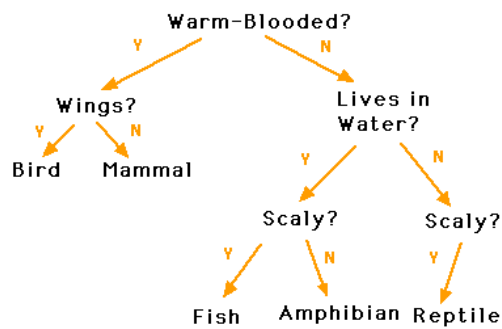 Warm-Blooded?
Y
N
Wings?
Lives in
Water?
Y
N
Y
N
Bird
Mammal
Scaly?
Scaly?
Y
N
Y
Fish
Amphibian
Reptile